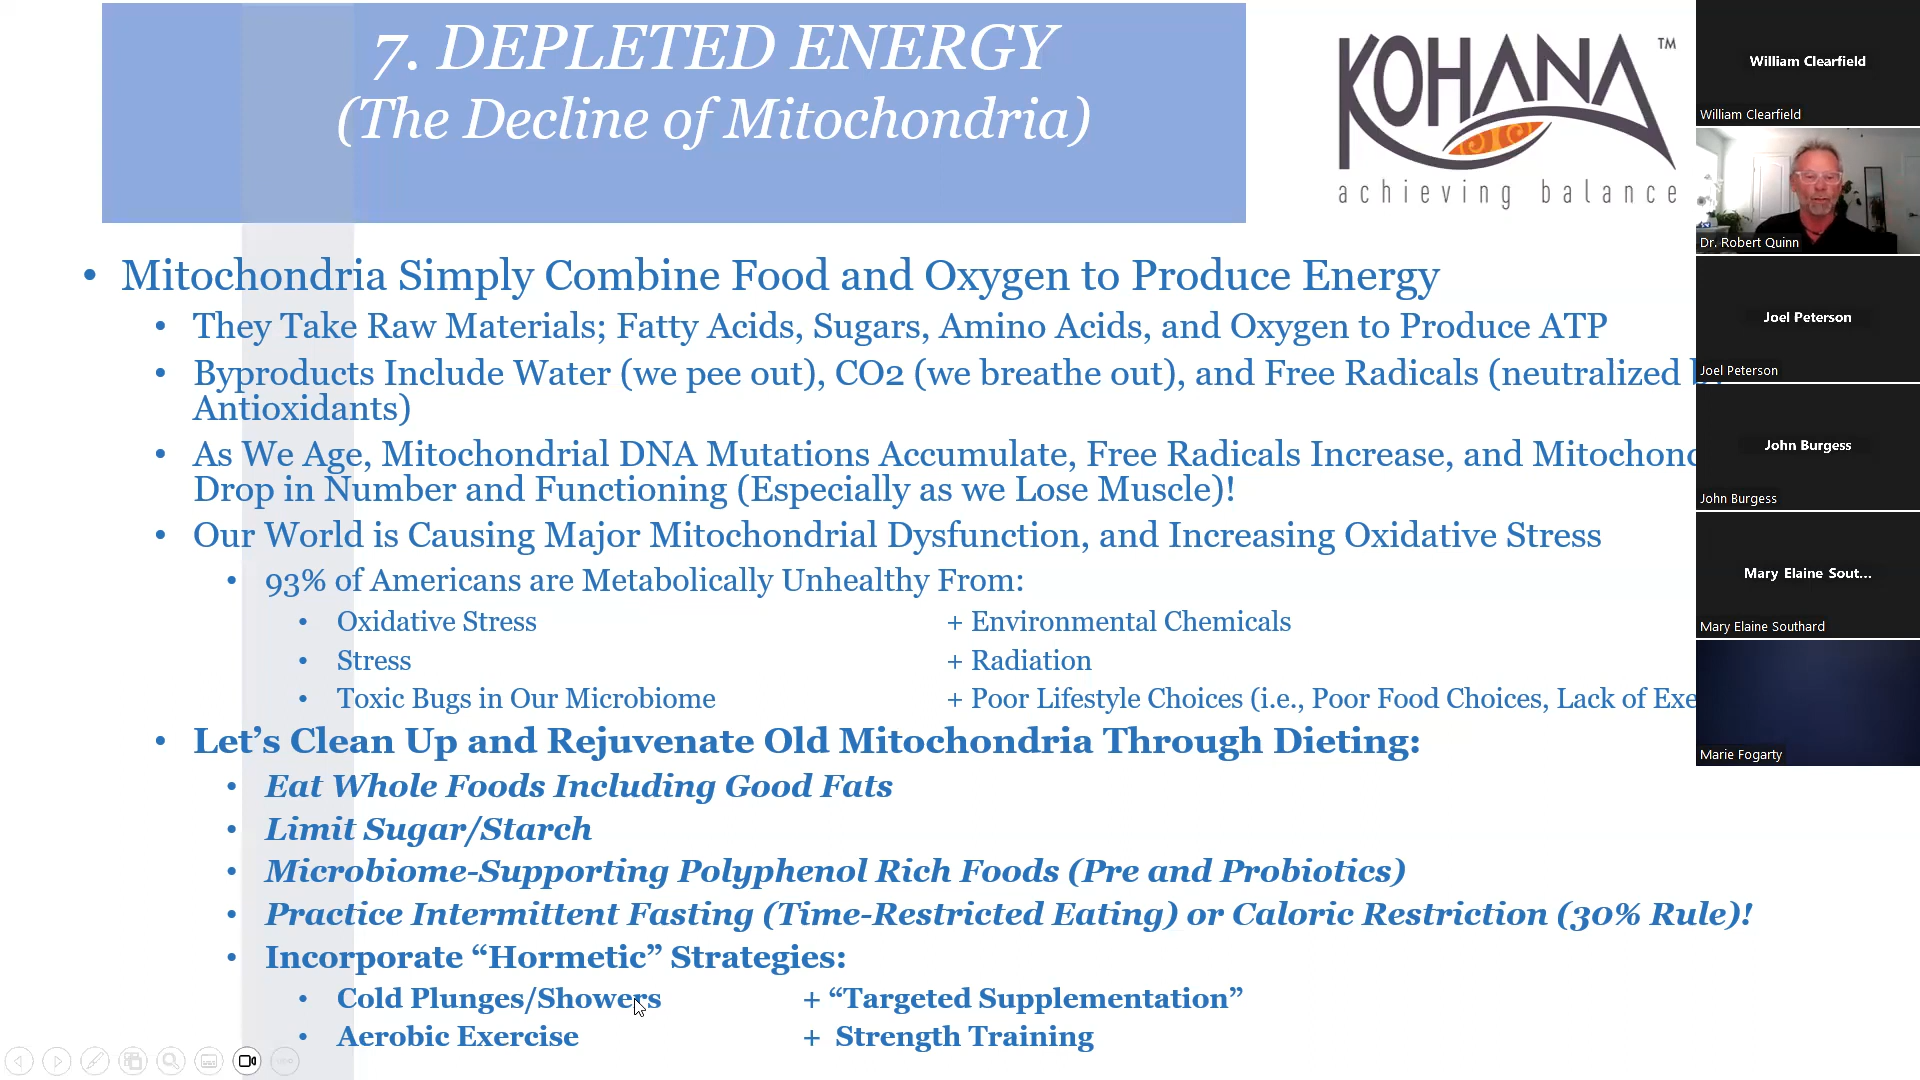 7. DEPLETED ENERGY
(The Decline of Mitochondria)
KOHANA™
achieving balance
• Mitochondria Simply Combine Food and Oxygen to Produce Energy
• They Take Raw Materials; Fatty Acids, Sugars, Amino Acids, and Oxygen to Produce ATP
• Byproducts Include Water (we pee out), CO2 (we breathe out), and Free Radicals (neutralized
Antioxidants)
• As We Age, Mitochondrial DNA Mutations Accumulate, Free Radicals Increase, and
Drop in Number and Functioning (Especially as we Lose Muscle)!
• Our World is Causing Major Mitochondrial Dysfunction, and Increasing Oxidative Stress
• 93% of Americans are Metabolically Unhealthy From:
• Oxidative Stress + Environmental Chemicals
• Stress + Radiation
• Toxic Bugs in Our Microbiome + Poor Lifestyle Choices (i.e., Poor Food Choices, Lack of
• Let’s Clean Up and Rejuvenate Old Mitochondria Through Dieting:
• Eat Whole Foods Including Good Fats
• Limit Sugar/Starch
• Microbiome-Supporting Polyphenol Rich Foods (Pre and Probiotics)
• Practice Intermittent Fasting (Time-Restricted Eating) or Caloric Restriction (30% Rule)!
• Incorporate “Hormetic” Strategies:
• Cold Plunges/Showers + “Targeted Supplementation”
• Aerobic Exercise + Strength Training
William Clearfield
William Clearfield
Dr. Robert Quinn
Joel Peterson
Joel Peterson
John Burgess
John Burgess
Mary Elaine Sout...
Mary Elaine Southard
Marie Fogarty